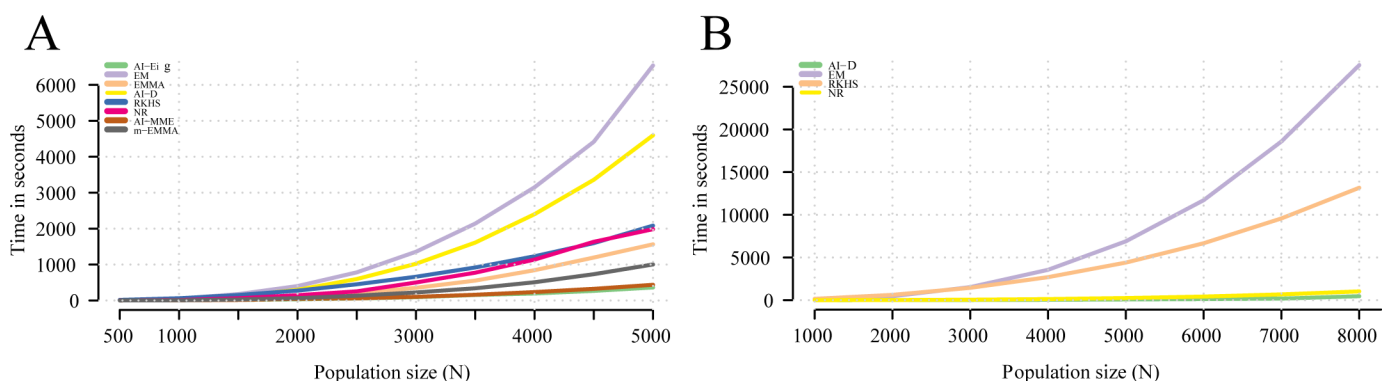 A
AI−Ei g
EM
EMMA
AI−D
RKHS
NR
AI−MME
m−EMMA
Time in seconds
6000
5000
4000
3000
2000
1000
0
500 1000 2000 3000 4000 5000
Population size (N)
B
AI−D
EM
RKHS
NR
Time in seconds
25000
20000
15000
10000
5000
0
1000 2000 3000 4000 5000 6000 7000 8000
Population size (N)